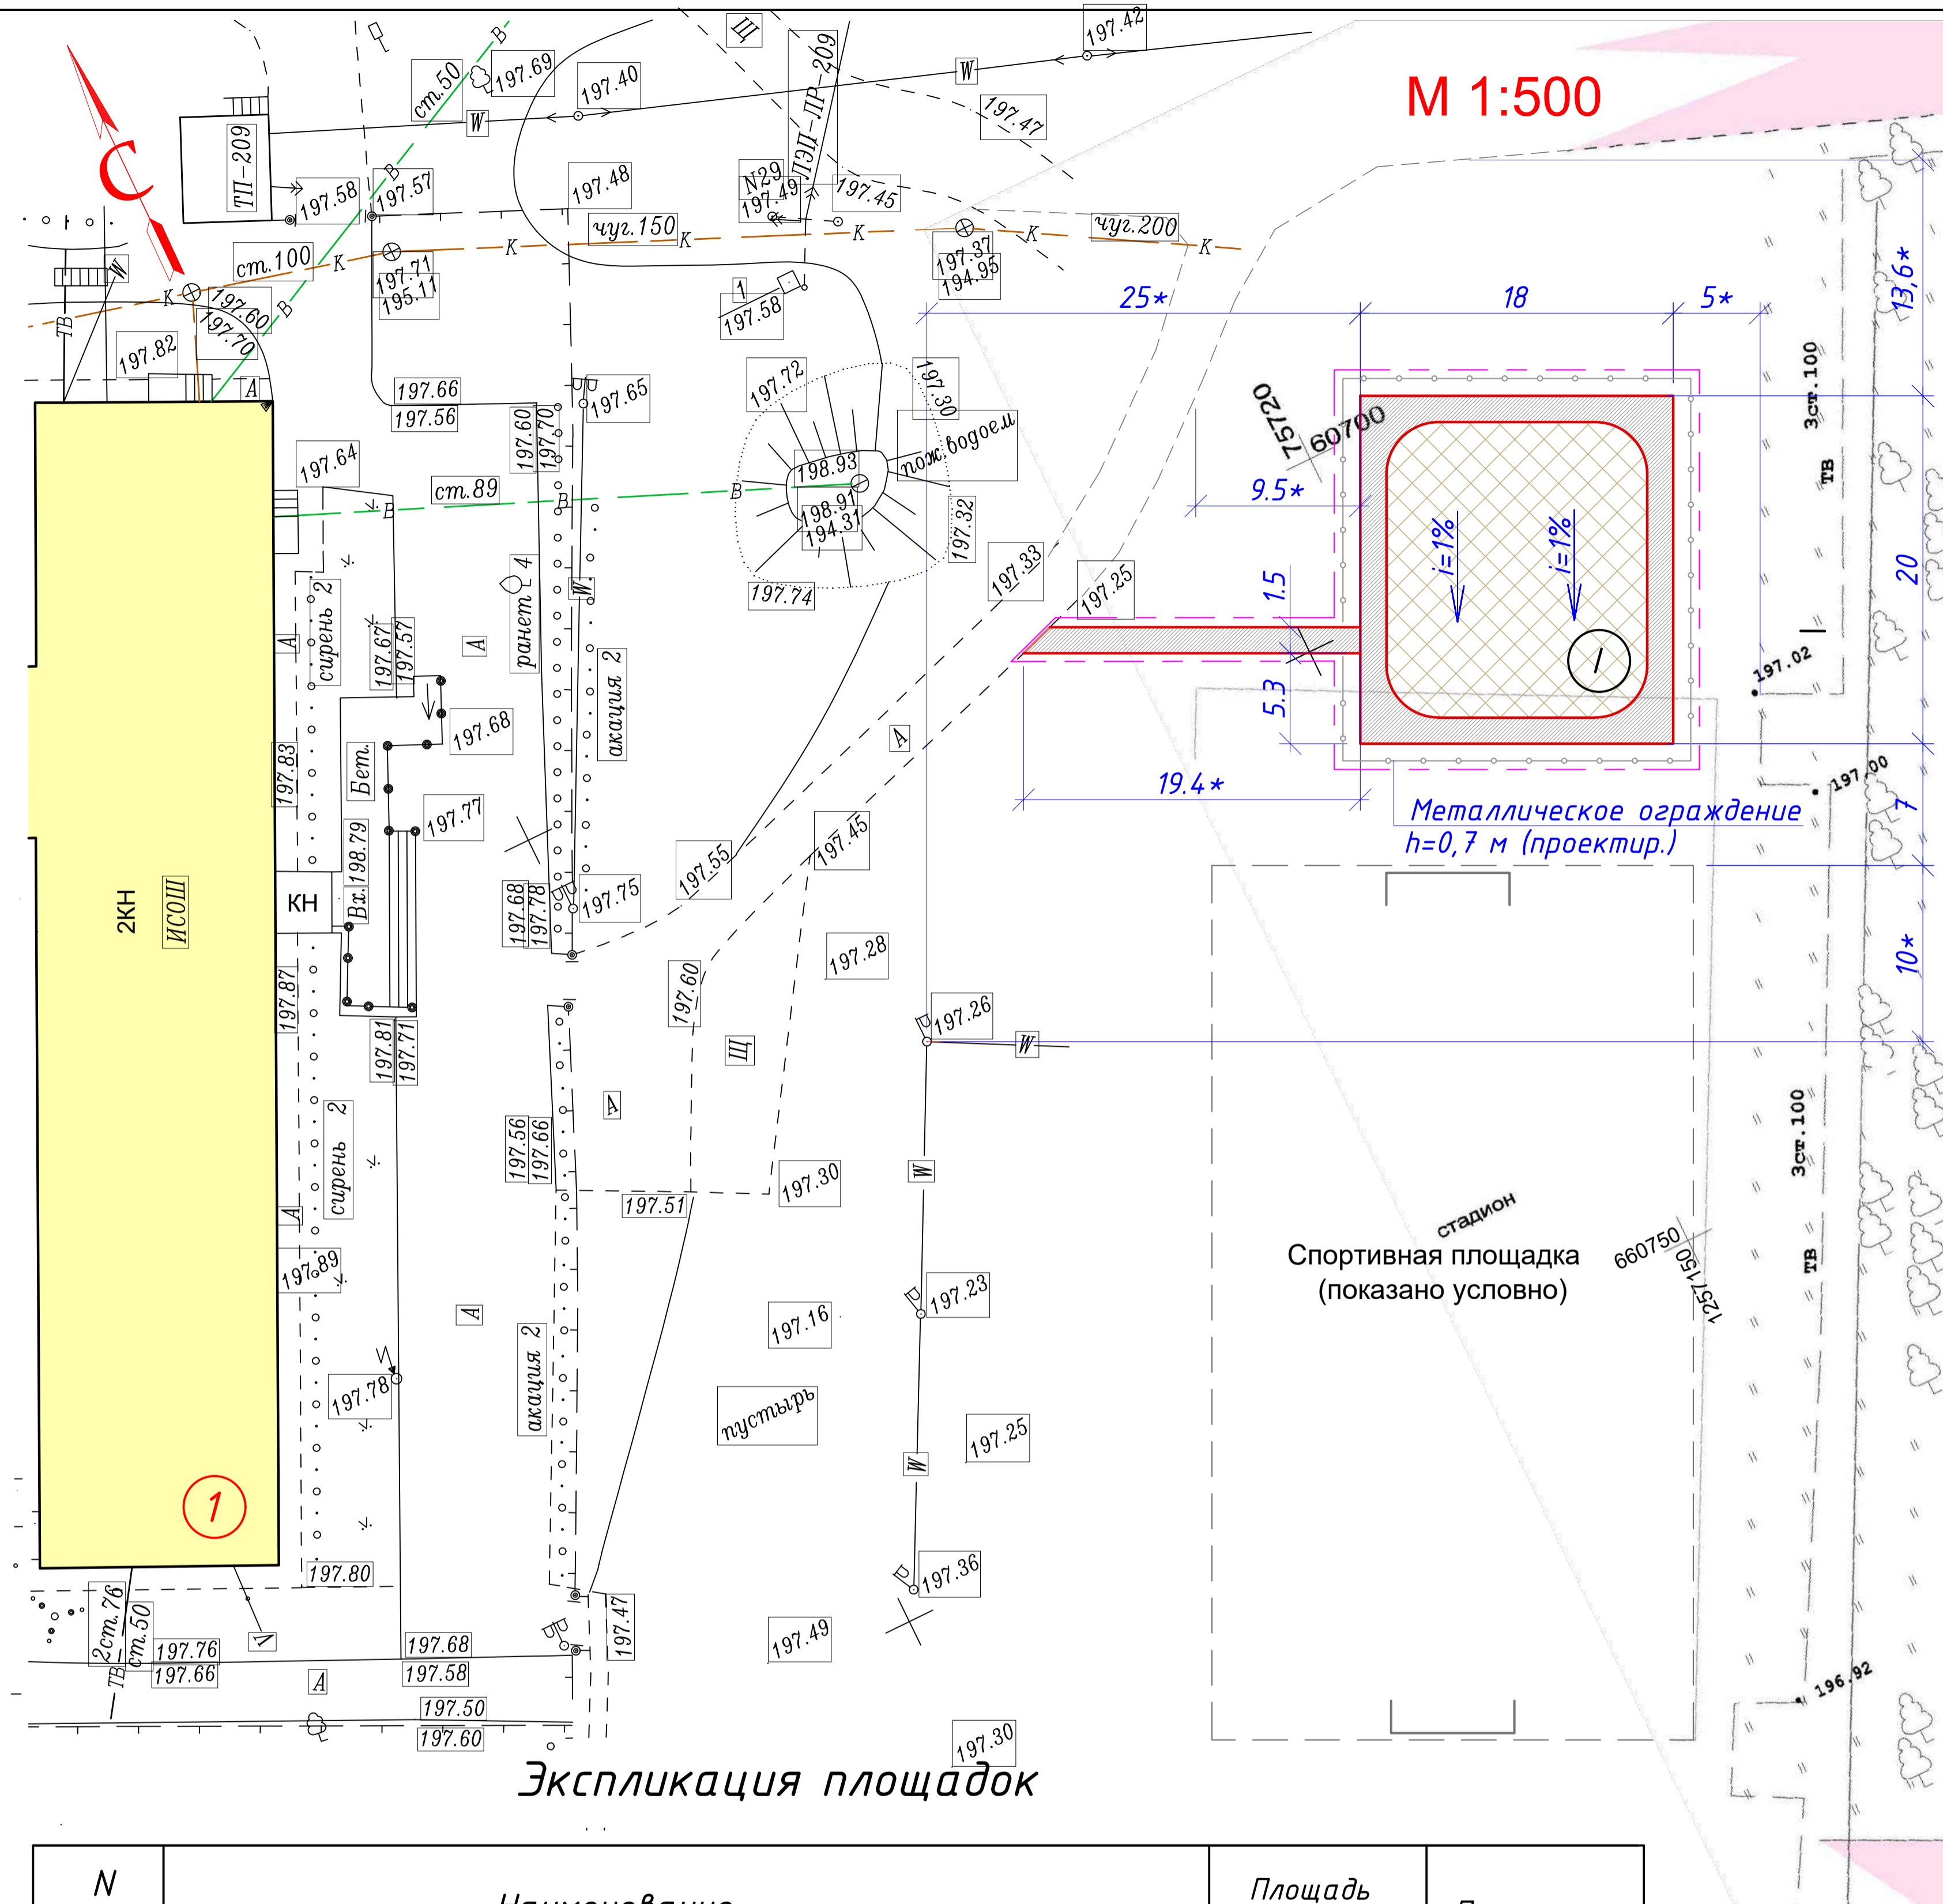 М 1:500
С
197.42
W
ст.50
197.69
197.40
Щ
ЛЭП-ЛР-209
W
197.47
ТП-209
197.58
197.57
197.48
N29
197.49
197.45
чуг.150
чуг.200
ст.100
197.71
195.11
197.37
194.95
197.60
197.70
197.82
ТВ
W
А
197.66
197.56
197.60
197.70
197.65
1
197.58
197.72
197.30
пож.водоем
198.93
198.91
194.31
197.32
197.74
197.64
ст.89
В
К
25*
18
5*
13,6*
75720
60700
9.5*
i=1%
i=1%
20
3ст.100
ТВ
1.5
5.3
19.4*
1
197.02
197.00
7
10*
Металлическое ограждение
h=0,7 м (проектир.)
197.33
197.25
сирень 2
197.67
197.57
ранет 4
акация 2
197.68
197.83
Бет.
197.77
Вх.198.79
КН
2КН
ИСОШ
197.87
197.81
197.71
197.68
197.78
197.75
197.55
197.45
197.28
197.60
Щ
197.26
W
197.56
197.66
197.51
197.30
сирень 2
197.89
197.78
акация 2
197.16
197.23
пустырь
197.25
197.36
197.49
197.30
стадион
Спортивная площадка
(показано условно)
660750
1257150
3ст.100
ТВ
196.92
1
197.80
2ст.76
ст.50
ТВ
197.76
197.66
197.68
197.58
197.50
197.60
197.47
А
Экспликация площадок
N
Наименование
Площадь